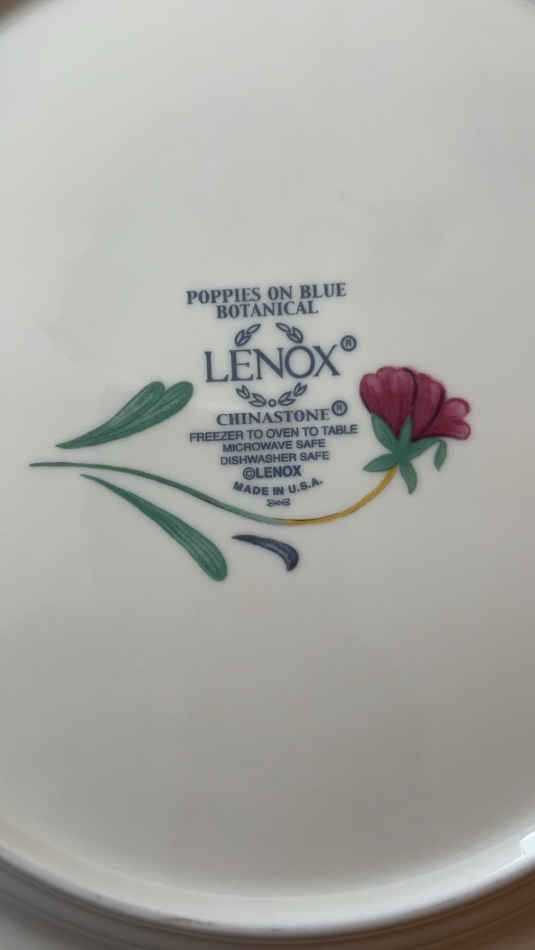 POPPIES ON BLUE
BOTANICAL
LENOX®
CHINASTONE®
FREEZER TO OVEN TO TABLE
MICROWAVE SAFE
DISHWASHER SAFE
©LENOX
MADE IN U.S.A.